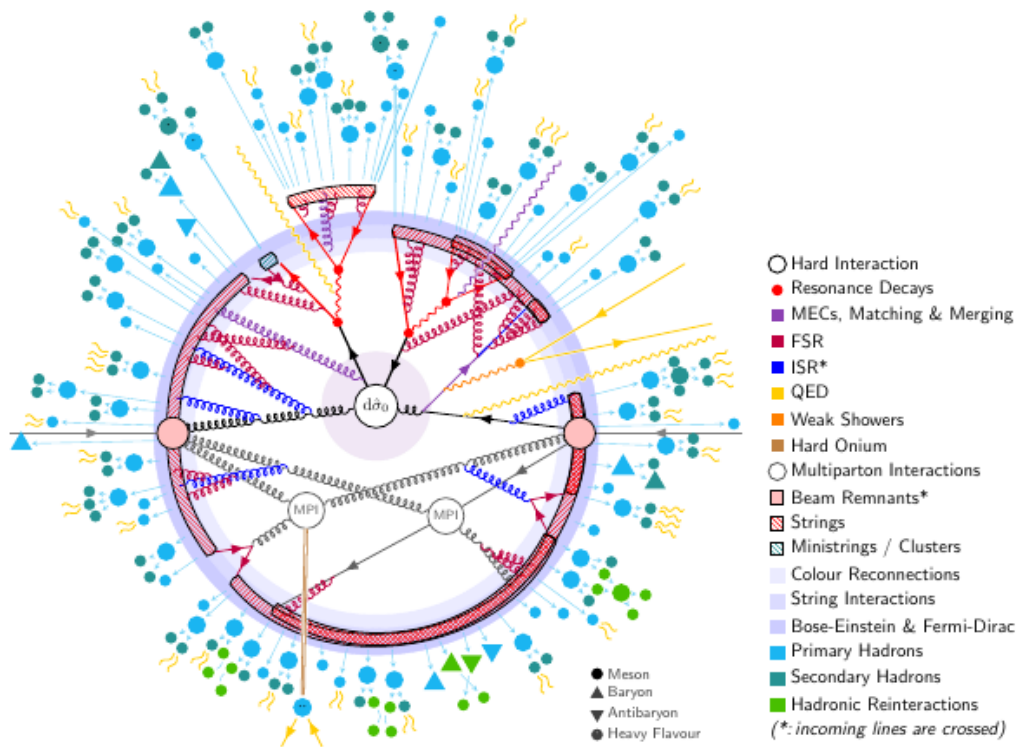 dσ̂₀
MPI
MPI
Hard Interaction
Resonance Decays
MECs, Matching & Merging
FSR
ISR*
QED
Weak Showers
Hard Onium
Multiparton Interactions
Beam Remnants*
Strings
Ministrings / Clusters
Colour Reconnections
String Interactions
Bose-Einstein & Fermi-Dirac
Primary Hadrons
Secondary Hadrons
Hadronic Reinteractions
(*: incoming lines are crossed)
Meson
Baryon
Antibaryon
Heavy Flavour